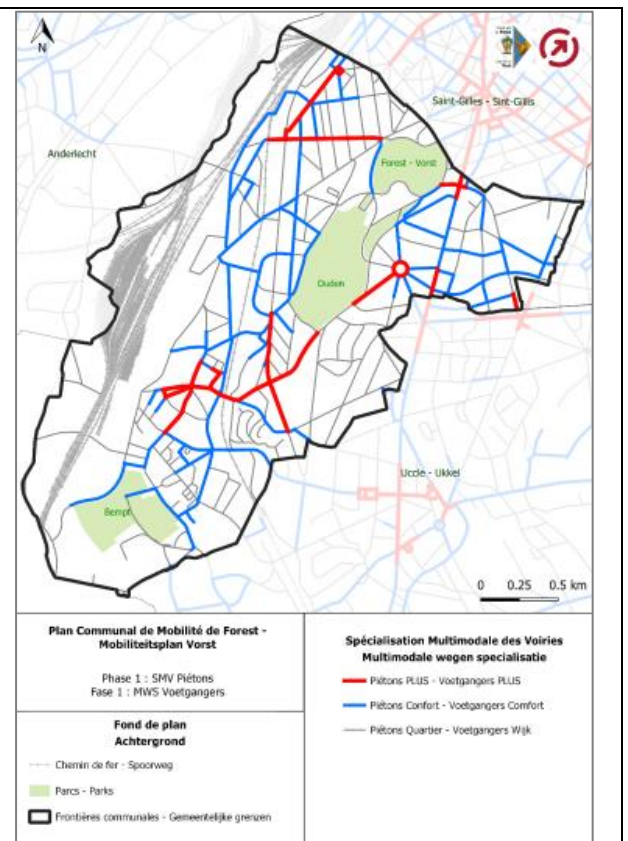 N
Saint-Gilles - Sint-Gillis
Anderlecht
Forest - Vorst
Duden
Uccle - Ukkel
Bempt
0 0.25 0.5 km
Plan Communal de Mobilité de Forest -
Mobiliteitsplan Vorst
Phase 1 : SMV Piétons
Fase 1 : MWS Voetgangers
Fond de plan
Achtergrond
Chemin de fer - Spoorweg
Parcs - Parks
Frontières communales - Gemeentelijke grenzen
Spécialisation Multimodale des Voiries
Multimodale wegen specialisatie
Piétons PLUS - Voetgangers PLUS
Piétons Confort - Voetgangers Comfort
Piétons Quartier - Voetgangers Wijk